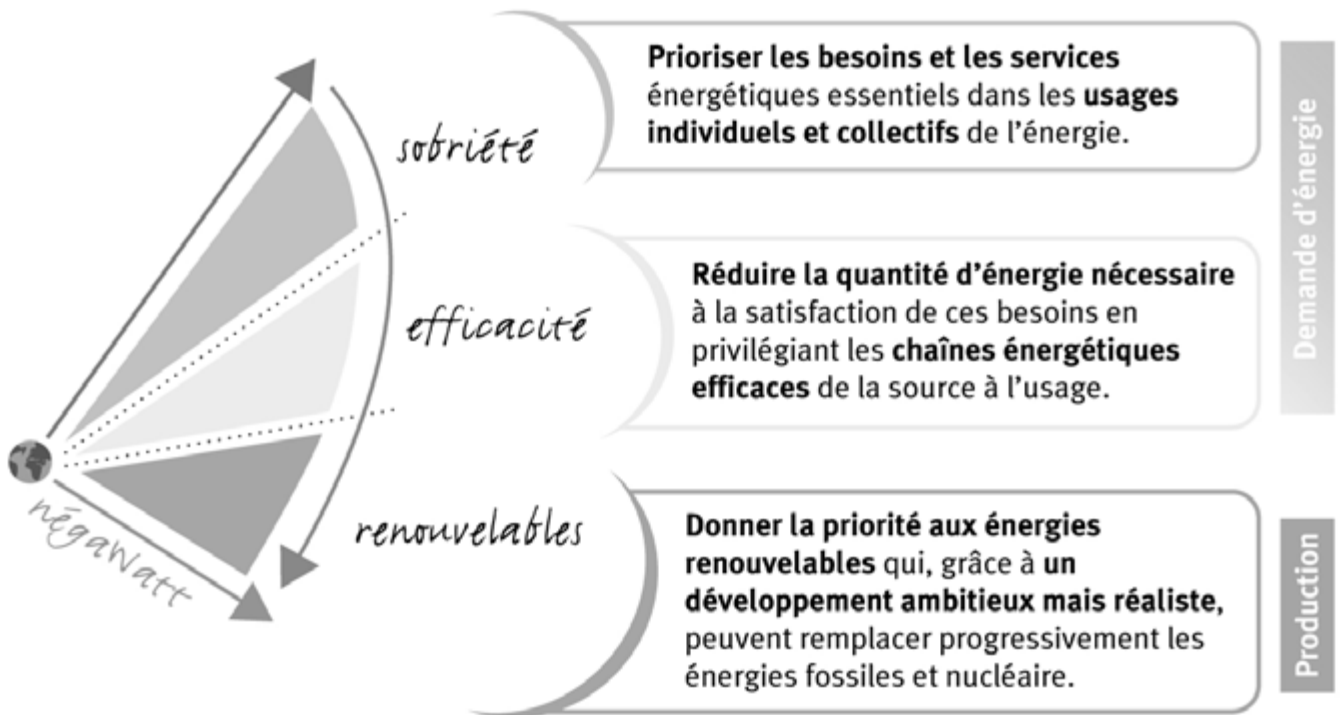 Prioriser les besoins et les services
énergétiques essentiels dans les usages
individuels et collectifs de l'énergie.
sobriété
Demande d'énergie
Réduire la quantité d'énergie nécessaire
à la satisfaction de ces besoins en
privilégiant les chaînes énergétiques
efficaces de la source à l'usage.
efficacité
négaWatt
renouvelables
Donner la priorité aux énergies
renouvelables qui, grâce à un
développement ambitieux mais réaliste,
peuvent remplacer progressivement les
énergies fossiles et nucléaire.
Production